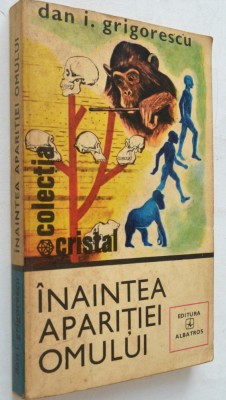 dan i. grigorescu
colecția
cristal
ÎNAINTEA
APARIȚIEI
OMULUI
EDITURA
ALBATROS
ÎNAINTEA APARIȚIEI OMULUI